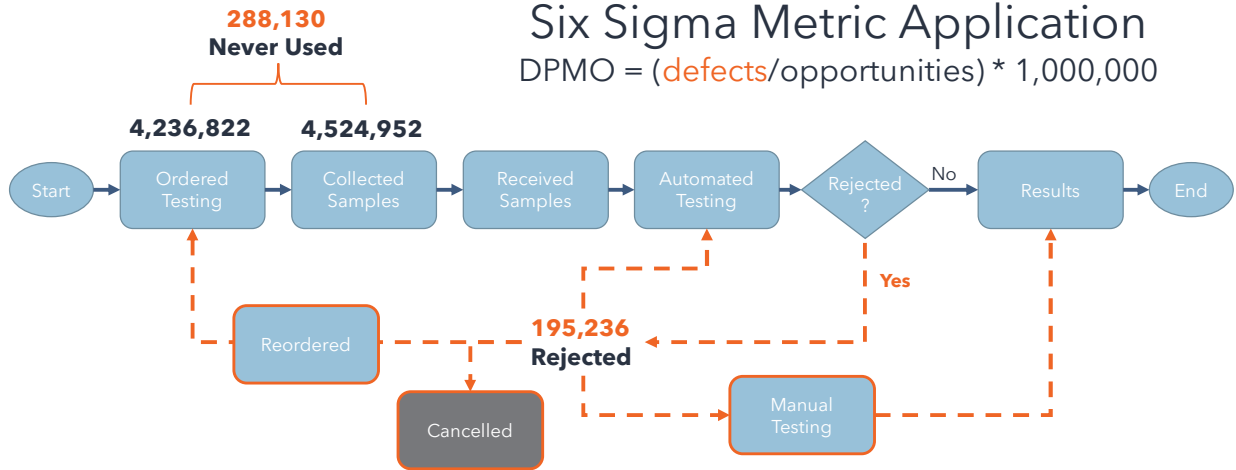 288,130
Never Used
Six Sigma Metric Application
DPMO = (defects/opportunities) * 1,000,000
4,236,822
4,524,952
Start
Ordered
Testing
Collected
Samples
Received
Samples
Automated
Testing
Rejected
?
No
Results
End
Yes
Reordered
195,236
Rejected
Cancelled
Manual
Testing